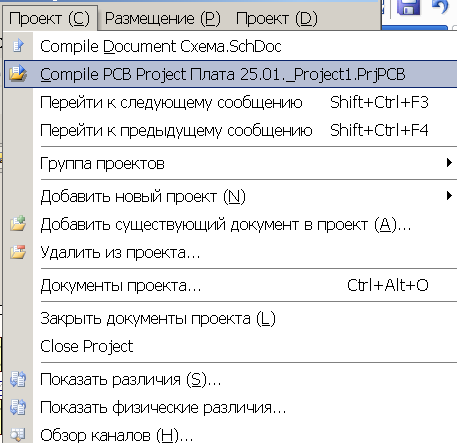 Проект (C) Размещение (P) Проект (D)
Compile Document Схема.SchDoc
Compile PCB Project Плата 25.01._Project1.PrjPCB
Перейти к следующему сообщению Shift+Ctrl+F3
Перейти к предыдущему сообщению Shift+Ctrl+F4
Группа проектов
Добавить новый проект (N)
Добавить существующий документ в проект (A)...
Удалить из проекта...
Документы проекта... Ctrl+Alt+O
Закрыть документы проекта (L)
Close Project
Показать различия (S)...
Показать физические различия...
Обзор каналов (H)...